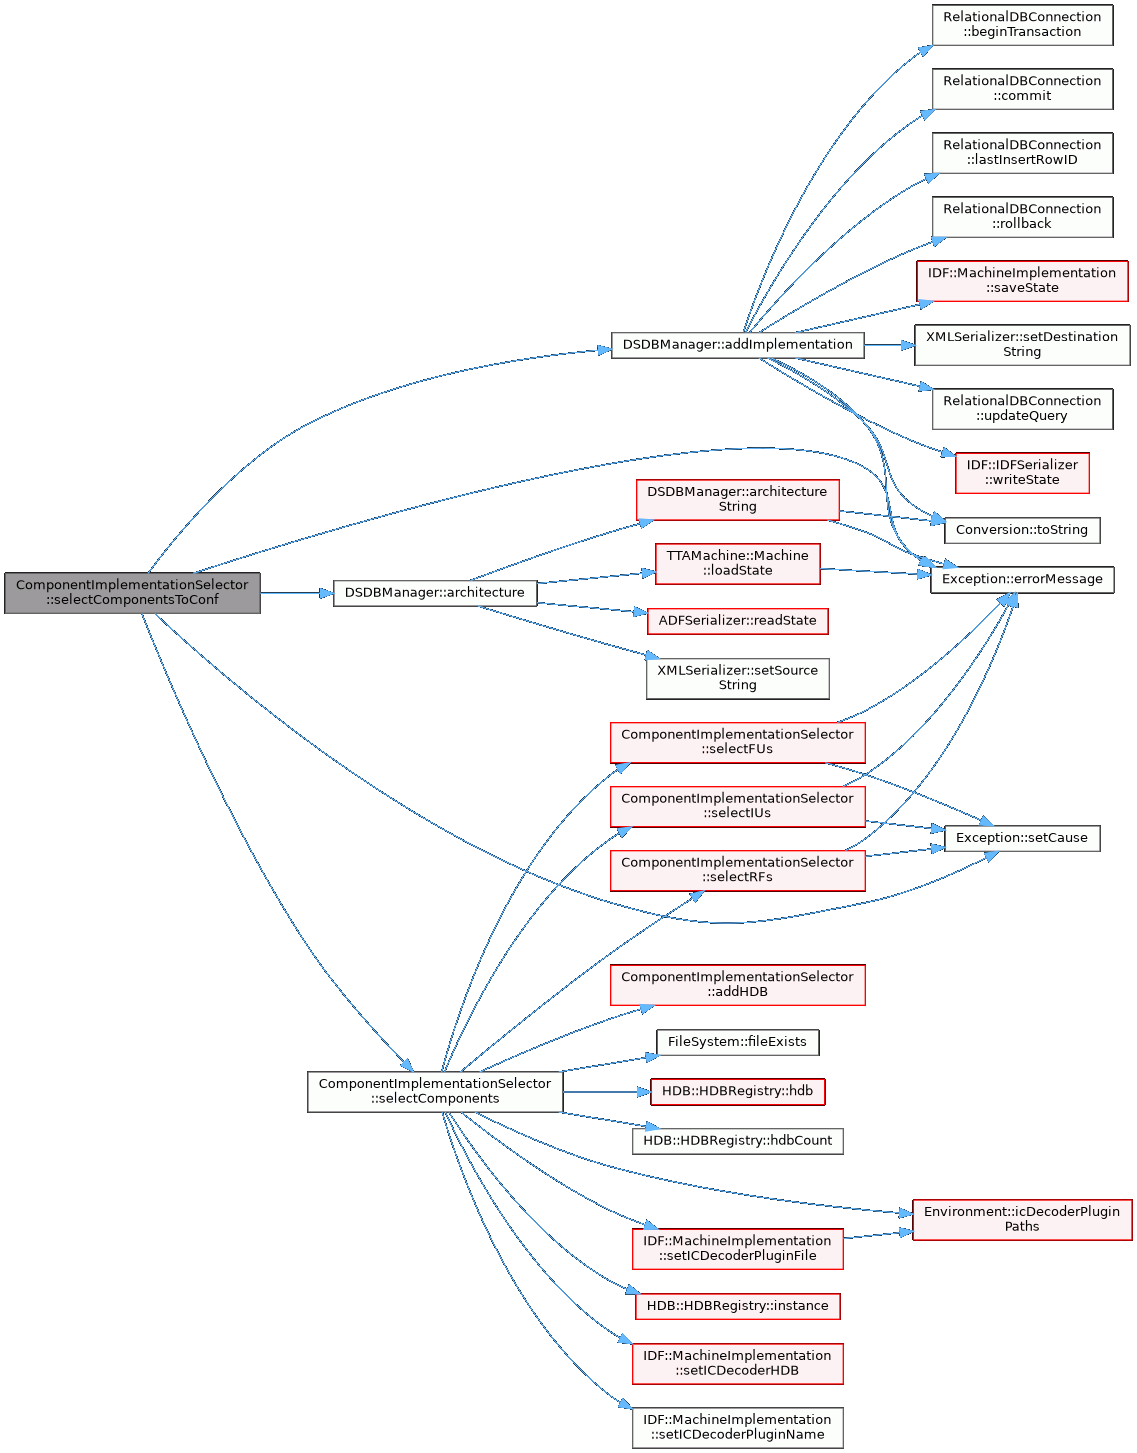 RelationalDBConnection
::beginTransaction
RelationalDBConnection
::commit
RelationalDBConnection
::lastInsertRowID
RelationalDBConnection
::rollback
IDF::MachineImplementation
::saveState
DSDBManager::addImplementation
XMLSerializer::setDestination
String
RelationalDBConnection
::updateQuery
IDF::IDFSerializer
::writeState
DSDBManager::architecture
String
Conversion::toString
TTAMachine::Machine
::loadState
Exception::errorMessage
ComponentImplementationSelector
::selectComponentsToConf
DSDBManager::architecture
ADFSerializer::readState
XMLSerializer::setSource
String
ComponentImplementationSelector
::selectFUs
ComponentImplementationSelector
::selectIUs
Exception::setCause
ComponentImplementationSelector
::selectRFs
ComponentImplementationSelector
::addHDB
FileSystem::fileExists
ComponentImplementationSelector
::selectComponents
HDB::HDBRegistry::hdb
HDB::HDBRegistry::hdbCount
Environment::icDecoderPlugin
Paths
IDF::MachineImplementation
::setICDecoderPluginFile
HDB::HDBRegistry::instance
IDF::MachineImplementation
::setICDecoderHDB
IDF::MachineImplementation
::setICDecoderPluginName